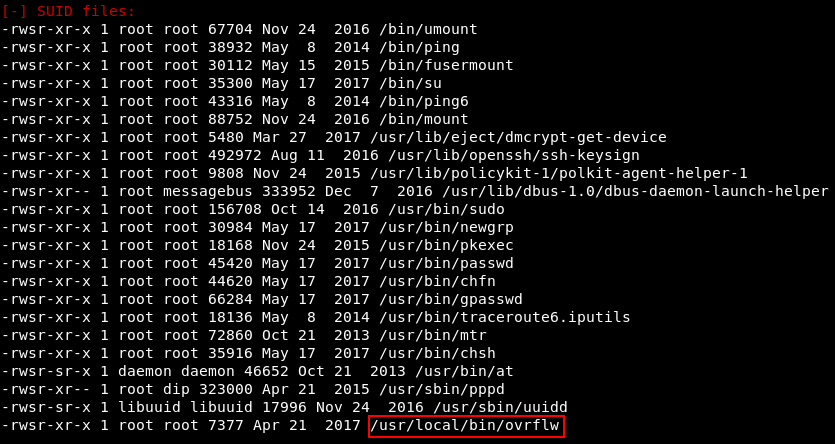 [-] SUID files:
-rwsr-xr-x 1 root root 67704 Nov 24  2016 /bin/umount
-rwsr-xr-x 1 root root 38932 May  8  2014 /bin/ping
-rwsr-xr-x 1 root root 30112 May 15  2015 /bin/fusermount
-rwsr-xr-x 1 root root 35300 May 17  2017 /bin/su
-rwsr-xr-x 1 root root 43316 May  8  2014 /bin/ping6
-rwsr-xr-x 1 root root 88752 Nov 24  2016 /bin/mount
-rwsr-xr-x 1 root root 5480 Mar 27  2017 /usr/lib/eject/dmcrypt-get-device
-rwsr-xr-x 1 root root 492972 Aug 11  2016 /usr/lib/openssh/ssh-keysign
-rwsr-xr-x 1 root root 9808 Nov 24  2015 /usr/lib/policykit-1/polkit-agent-helper-1
-rwsr-xr-- 1 root messagebus 333952 Dec  7  2016 /usr/lib/dbus-1.0/dbus-daemon-launch-helper
-rwsr-xr-x 1 root root 156708 Oct 14  2016 /usr/bin/sudo
-rwsr-xr-x 1 root root 30984 May 17  2017 /usr/bin/newgrp
-rwsr-xr-x 1 root root 18168 Nov 24  2015 /usr/bin/pkexec
-rwsr-xr-x 1 root root 45420 May 17  2017 /usr/bin/passwd
-rwsr-xr-x 1 root root 44620 May 17  2017 /usr/bin/chfn
-rwsr-xr-x 1 root root 66284 May 17  2017 /usr/bin/gpasswd
-rwsr-xr-x 1 root root 18136 May  8  2014 /usr/bin/traceroute6.iputils
-rwsr-xr-x 1 root root 72860 Oct 21  2013 /usr/bin/mtr
-rwsr-xr-x 1 root root 35916 May 17  2017 /usr/bin/chsh
-rwsr-sr-x 1 daemon daemon 46652 Oct 21  2013 /usr/bin/at
-rwsr-xr-- 1 root dip 323000 Apr 21  2015 /usr/sbin/pppd
-rwsr-sr-x 1 libuuid libuuid 17996 Nov 24  2016 /usr/sbin/uuidd
-rwsr-xr-x 1 root root 7377 Apr 21  2017 /usr/local/bin/ovrflw